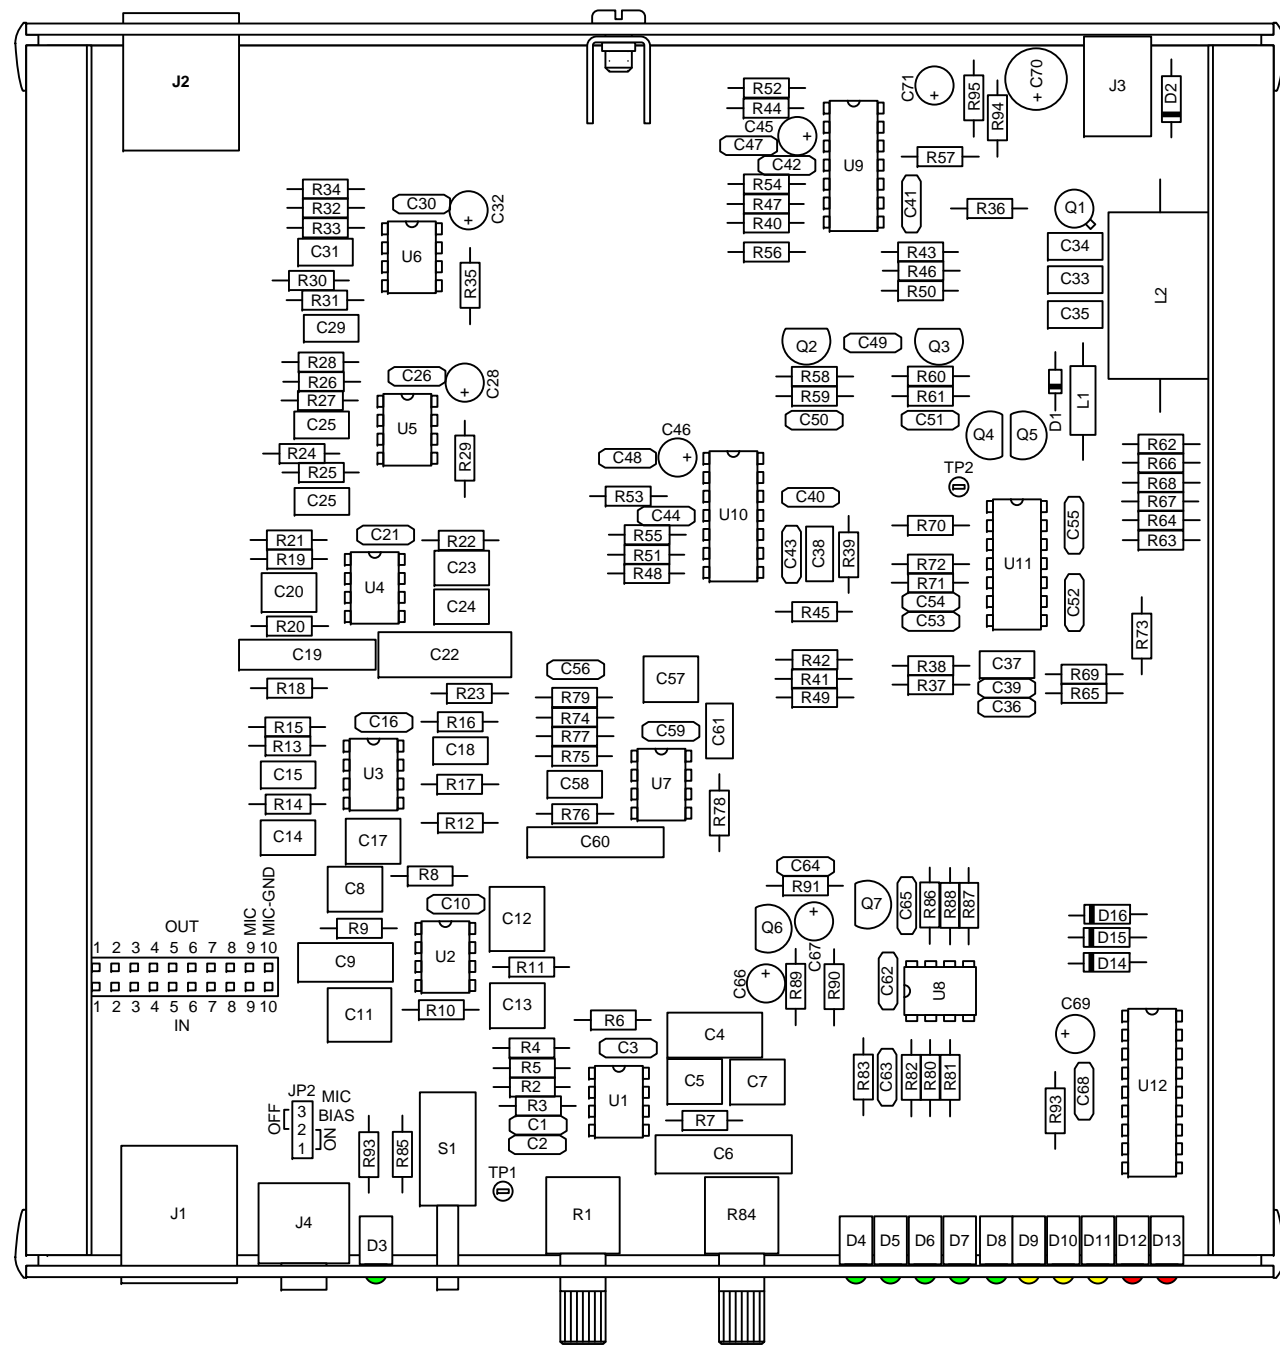 J2
J3
D2
R52
R44
C45
C47
C42
C71
R95
R94
C70
U9
R57
C41
R36
Q1
R54
R47
R40
R56
R43
R46
R50
C34
C33
C35
L2
R34
R32
R33
C31
C30
C32
U6
R35
R30
R31
C29
Q2
C49
Q3
R58
R59
C50
R60
R61
C51
D1
L1
Q4
Q5
TP2
R28
R26
R27
C25
C26
C28
U5
R29
R24
R25
C25
C46
C48
R53
C44
R55
R51
R48
U10
C40
C43
C38
R39
R45
R62
R66
R68
R67
R64
R63
R70
R72
R71
C54
C53
U11
C55
C52
R73
R21
R19
C20
R20
C19
C21
U4
R22
C23
C24
C22
R18
R23
R42
R41
R49
R38
R37
C37
C39
C36
R69
R65
C56
R79
R74
R77
R75
C58
R76
C60
C57
C59
C61
U7
R78
R15
R13
C15
R14
C14
C16
U3
C17
R16
C18
R17
R12
C8
R8
R9
C9
C11
C10
U2
R10
C12
R11
C13
C64
R91
Q6
C67
C66
R89
R90
Q7
C65
R86
R88
R87
C62
U8
D16
D15
D14
C69
OUT
MIC
MIC-GND
1 2 3 4 5 6 7 8 9 10
1 2 3 4 5 6 7 8 9 10
IN
R6
C3
R4
R5
R2
R3
C1
C2
U1
C4
C5
C7
R7
C6
R83
C63
R82
R80
R81
R93
C68
U12
JP2
MIC
BIAS
OFF
3
2
1
ON
R93
R85
S1
TP1
J1
J4
D3
R1
R84
D4
D5
D6
D7
D8
D9
D10
D11
D12
D13